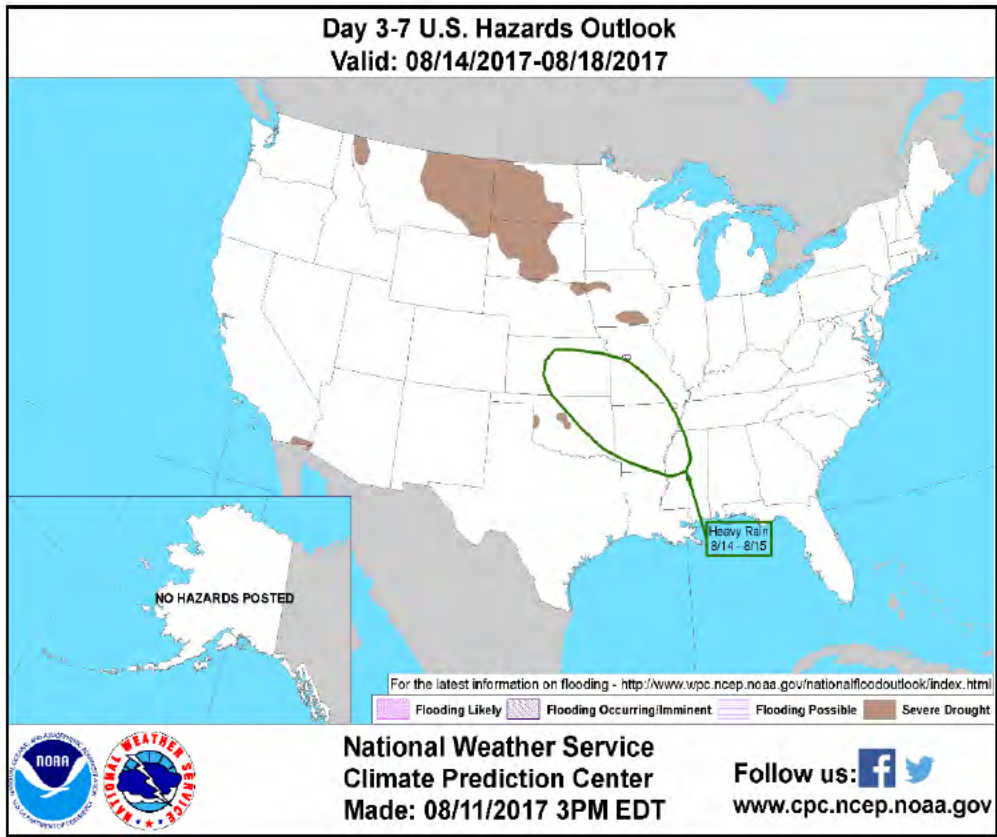 Day 3-7 U.S. Hazards Outlook
Valid: 08/14/2017-08/18/2017
Heavy Rain
8/14 - 8/15
NO HAZARDS POSTED
For the latest information on flooding - http://www.wpc.ncep.noaa.gov/nationalfloodoutlook/index.html
Flooding Likely Flooding Occurring/Imminent Flooding Possible Severe Drought
NOAA
NATIONAL WEATHER SERVICE
National Weather Service
Climate Prediction Center
Made: 08/11/2017 3PM EDT
Follow us:
www.cpc.ncep.noaa.gov